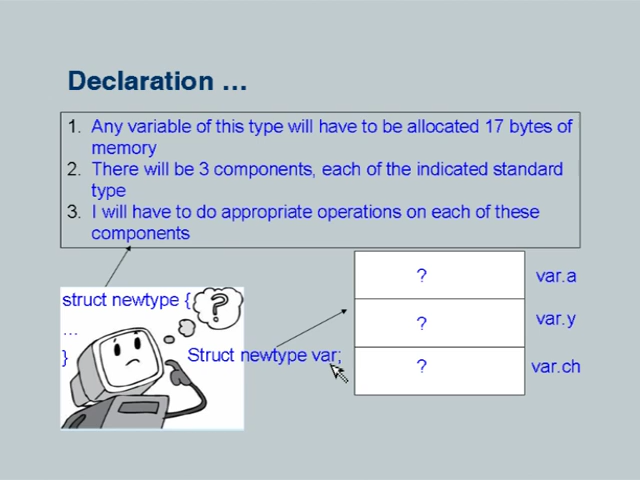 Declaration …
1. Any variable of this type will have to be allocated 17 bytes of
memory
2. There will be 3 components, each of the indicated standard
type
3. I will have to do appropriate operations on each of these
components
struct newtype {
…
}
?
Struct newtype var;
? var.a
? var.y
? var.ch